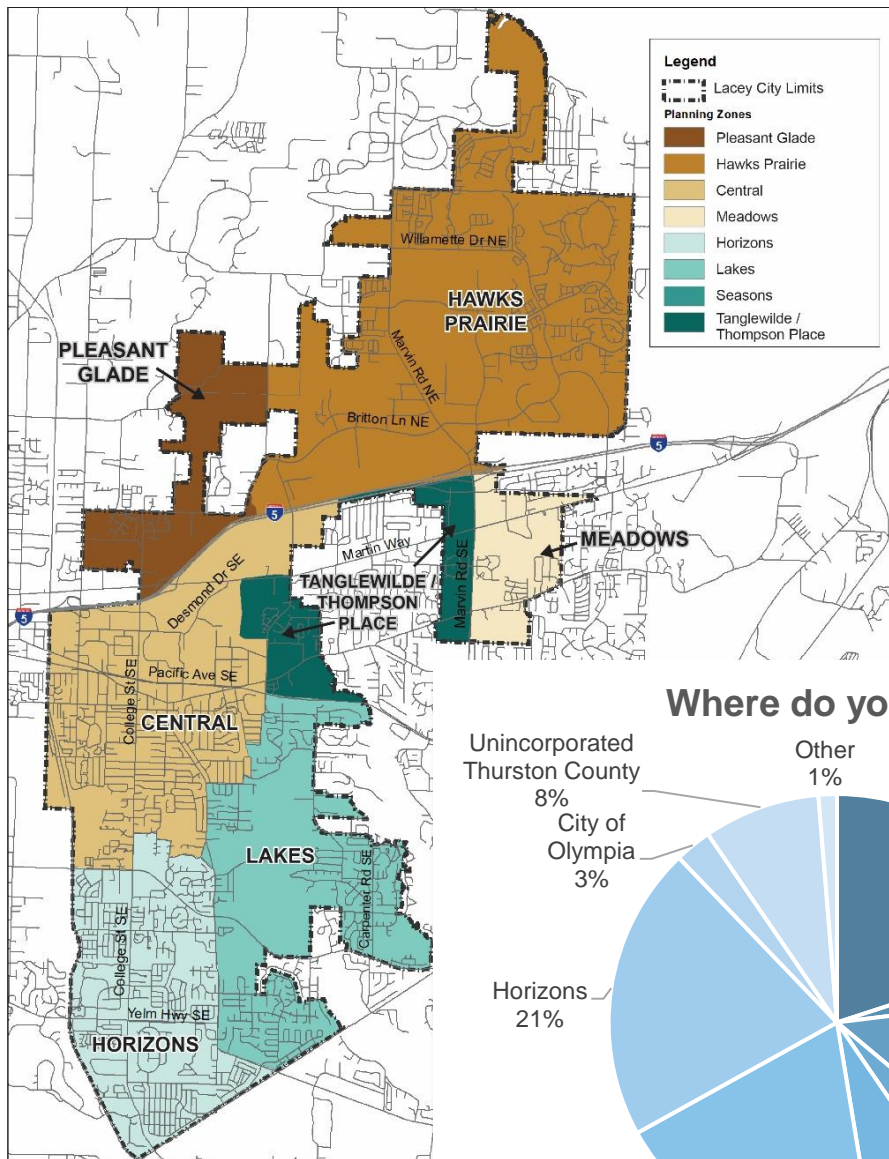 Legend
Lacey City Limits
Planning Zones
Pleasant Glade
Hawks Prairie
Central
Meadows
Horizons
Lakes
Seasons
Tanglewilde /
Thompson Place
Willamette Dr NE
HAWKS
PRAIRIE
PLEASANT
GLADE
Marvin Rd NE
Britton Ln NE
5
5
MEADOWS
Martin Way
Desmond Dr SE
TANGLEWILDE /
THOMPSON
PLACE
Marvin Rd SE
5
Pacific Ave SE
College St SE
CENTRAL
LAKES
Carpenter Rd SE
College St SE
Yelm Hwy SE
HORIZONS
Where do yo
Unincorporated
Thurston County
8%
Other
1%
City of
Olympia
3%
Horizons
21%